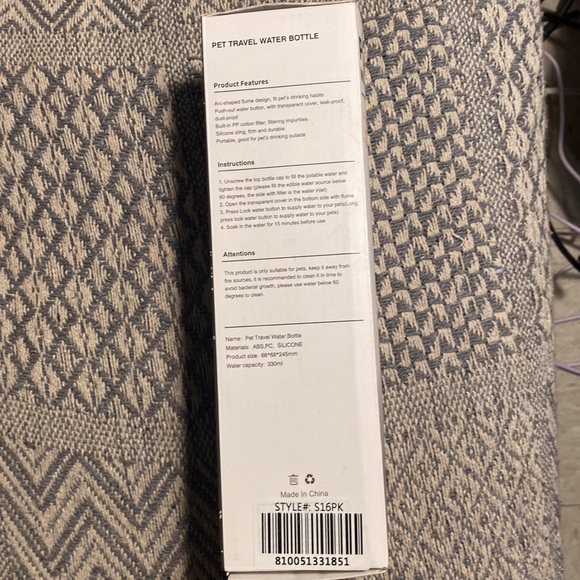 PET TRAVEL WATER BOTTLE
Product Features
Arc-shaped flume design, fit pet's drinking habits
Push-out water button, with transparent cover, leak-proof,
dust-proof
Built-in PP cotton filter, filtering impurities
Silicone sling, firm and durable
Portable, good for pet's drinking outside
Instructions
1. Unscrew the top bottle cap to fill the potable water and
tighten the cap (please fill the edible water source below
60 degrees, the side with filter is the water inlet)
2. Open the transparent cover in the bottom side with flume
3. Press Lock water button to supply water to your pets(Long
press lock water button to supply water to your pets)
4. Soak in the water for 15 minutes before use
Attentions
This product is only suitable for pets, keep it away from
fire sources, it is recommended to clean it in time to
avoid bacterial growth, please use water below 60
degrees to clean.
Name: Pet Travel Water Bottle
Materials: ABS,PC, SILICONE
Product size: 68*68*245mm
Water capacity: 330ml
Made In China
STYLE#: S16PK
810051331851